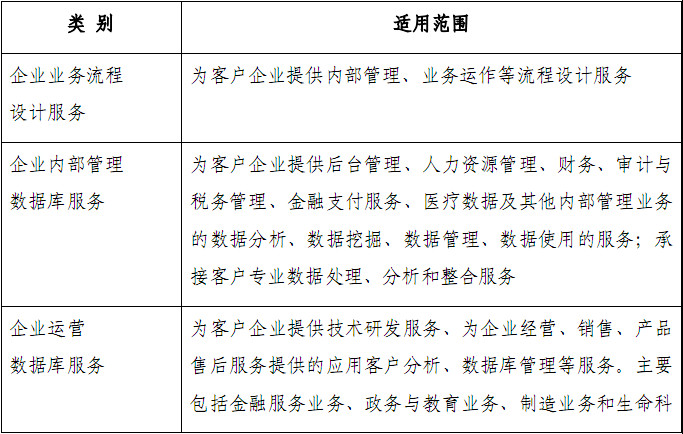 类 别
适用范围
企业业务流程
设计服务
为客户企业提供内部管理、业务运作等流程设计服务
企业内部管理
数据库服务
为客户企业提供后台管理、人力资源管理、财务、审计与
税务管理、金融支付服务、医疗数据及其他内部管理业务
的数据分析、数据挖掘、数据管理、数据使用的服务；承
接客户专业数据处理、分析和整合服务
企业运营
数据库服务
为客户企业提供技术研发服务、为企业经营、销售、产品
售后服务提供的应用客户分析、数据库管理等服务。主要
包括金融服务业务、政务与教育业务、制造业务和生命科